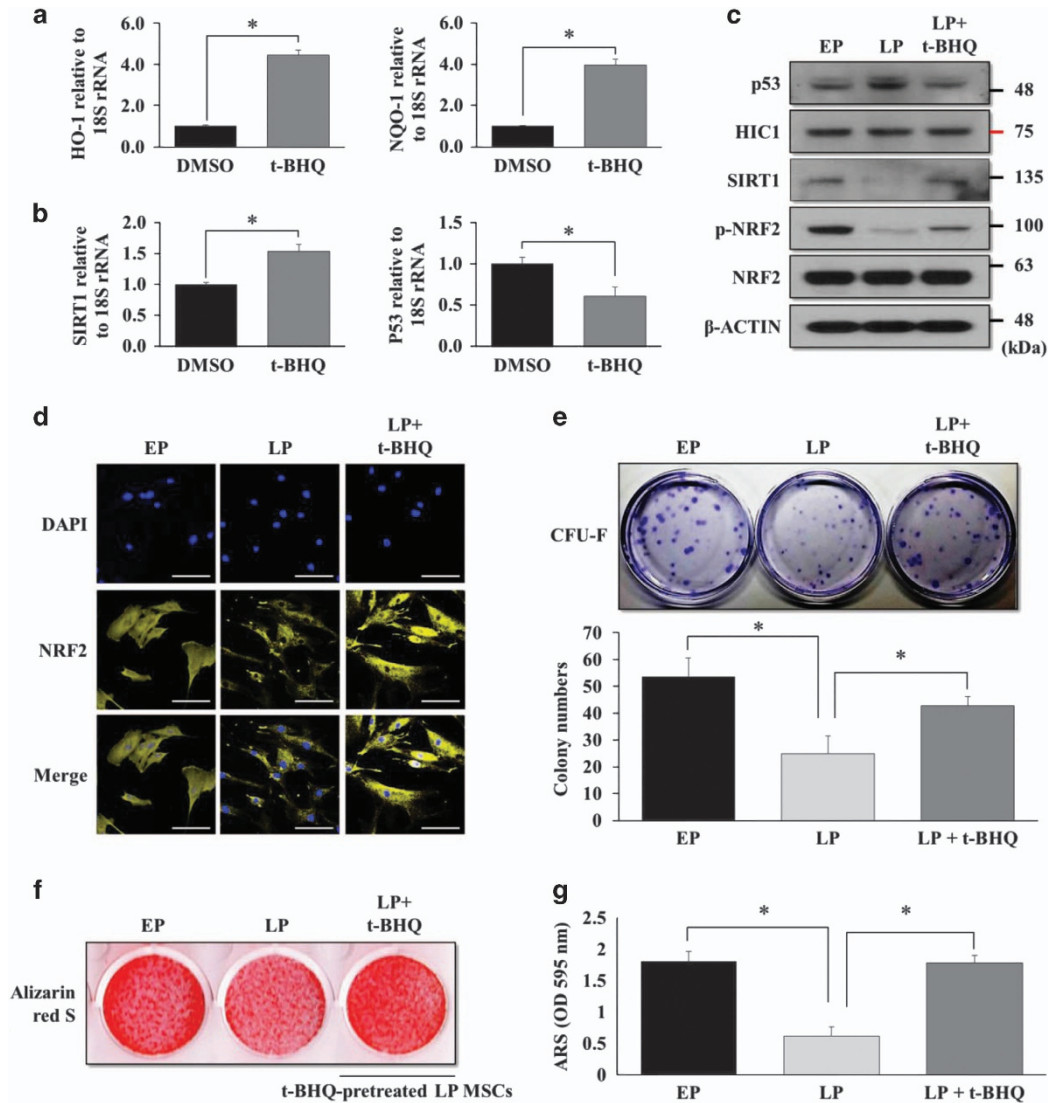 a
HO-1 relative to
18S rRNA
4.0
6.0
4.0
2.0
0.0
*
DMSO
t-BHQ
NQO-1 relative
to 18S rRNA
6.0
4.0
2.0
0.0
*
DMSO
t-BHQ
b
SIRT1 relative
to 18S rRNA
2.0
1.5
1.0
0.5
0.0
*
DMSO
t-BHQ
P53 relative to
18S rRNA
1.5
1.0
0.5
0.0
*
DMSO
t-BHQ
c
EP
LP
LP+
t-BHQ
p53
48
HIC1
75
SIRT1
135
p-NRF2
100
NRF2
63
β-ACTIN
48
(kDa)
d
EP
LP
LP+
t-BHQ
DAPI
NRF2
Merge
e
EP
LP
LP+
t-BHQ
CFU-F
Colony numbers
70
60
50
40
30
20
10
0
*
*
EP
LP
LP + t-BHQ
f
EP
LP
LP+
t-BHQ
Alizarin
red S
t-BHQ-pretreated LP MSCs
g
ARS (OD 595 nm)
2.5
2
1.5
1
0.5
0
*
*
EP
LP
LP + t-BHQ